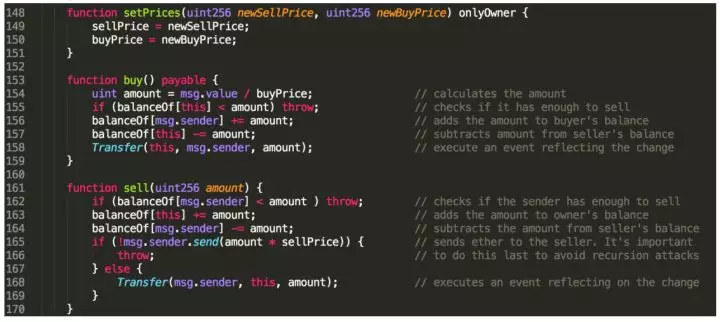 148 function setPrices(uint256 newSellPrice, uint256 newBuyPrice) onlyOwner {
149 sellPrice = newSellPrice;
150 buyPrice = newBuyPrice;
151 }
152
153 function buy() payable {
154 uint amount = msg.value / buyPrice; // calculates the amount
155 if (balanceOf[this] < amount) throw; // checks if it has enough to sell
156 balanceOf[msg.sender] += amount; // adds the amount to buyer's balance
157 balanceOf[this] -= amount; // subtracts amount from seller's balance
158 Transfer(this, msg.sender, amount); // execute an event reflecting the change
159 }
160
161 function sell(uint256 amount) {
162 if (balanceOf[msg.sender] < amount ) throw; // checks if the sender has enough to sell
163 balanceOf[this] += amount; // adds the amount to owner's balance
164 balanceOf[msg.sender] -= amount; // subtracts the amount from seller's balance
165 if (!msg.sender.send(amount * sellPrice)) { // sends ether to the seller. It's important
166 throw; // to do this last to avoid recursion attacks
167 } else {
168 Transfer(msg.sender, this, amount); // executes an event reflecting on the change
169 }
170 }